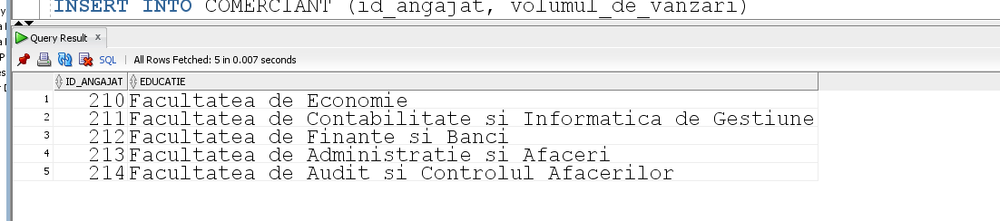 INSERT INTO COMERCIANT (id_angajat, volumul_de_vanzari)
Query Result x
SQL | All Rows Fetched: 5 in 0.007 seconds
ID_ANGAJAT EDUCATIE
1 210 Facultatea de Economie
2 211 Facultatea de Contabilitate si Informatica de Gestiune
3 212 Facultatea de Finante si Banci
4 213 Facultatea de Administratie si Afaceri
5 214 Facultatea de Audit si Controlul Afacerilor